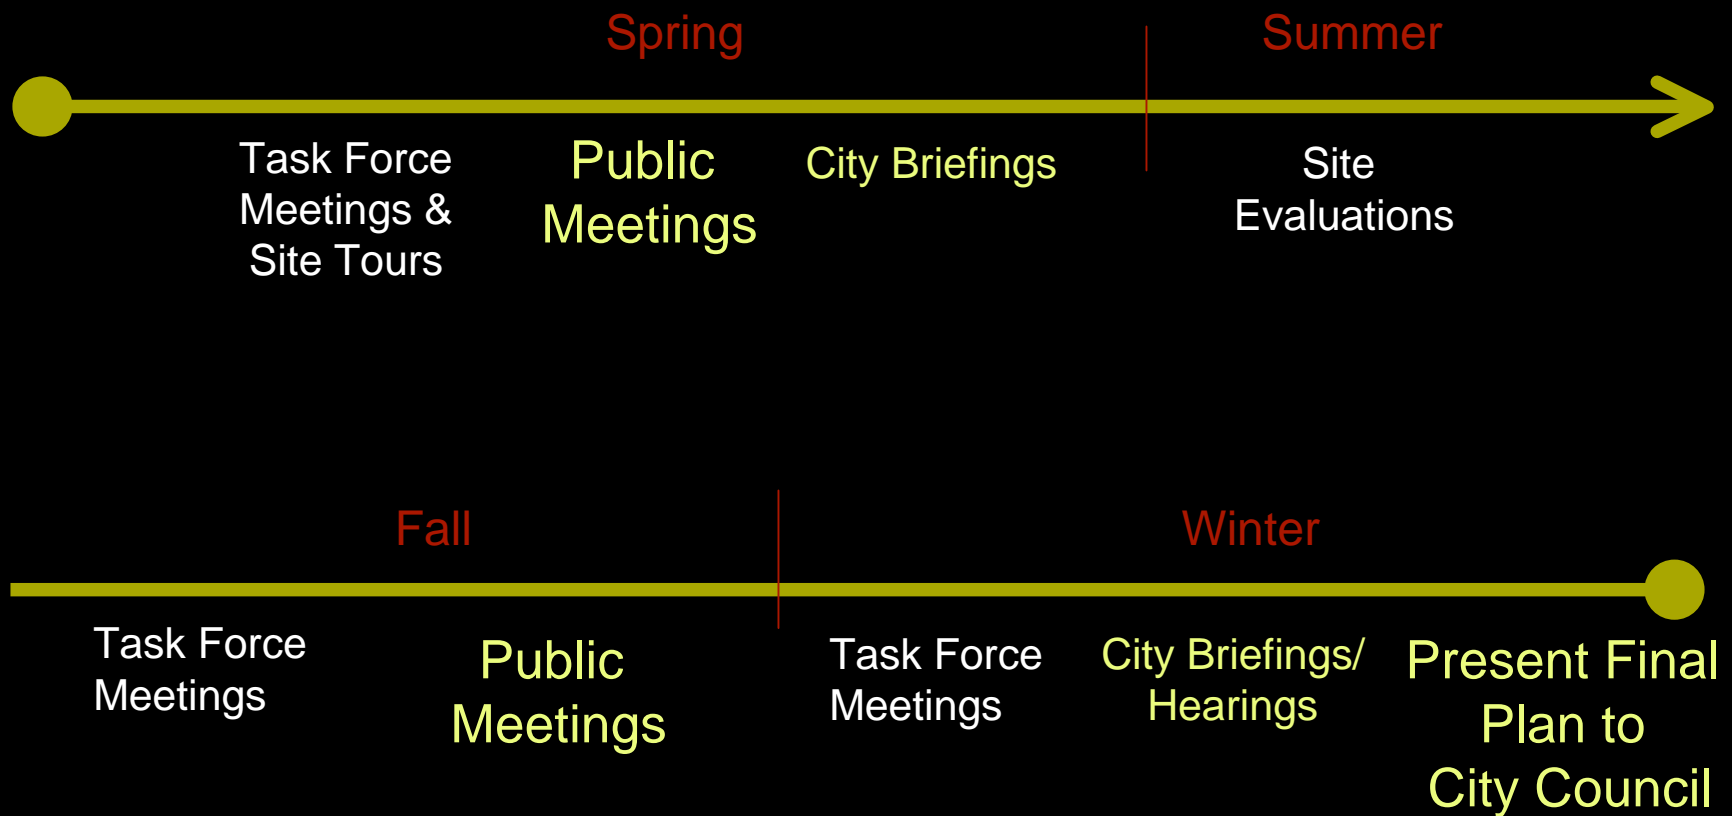 Spring
Summer
Task Force
Meetings &
Site Tours
Public
Meetings
City Briefings
Site
Evaluations
Fall
Winter
Task Force
Meetings
Public
Meetings
Task Force
Meetings
City Briefings/
Hearings
Present Final
Plan to
City Council